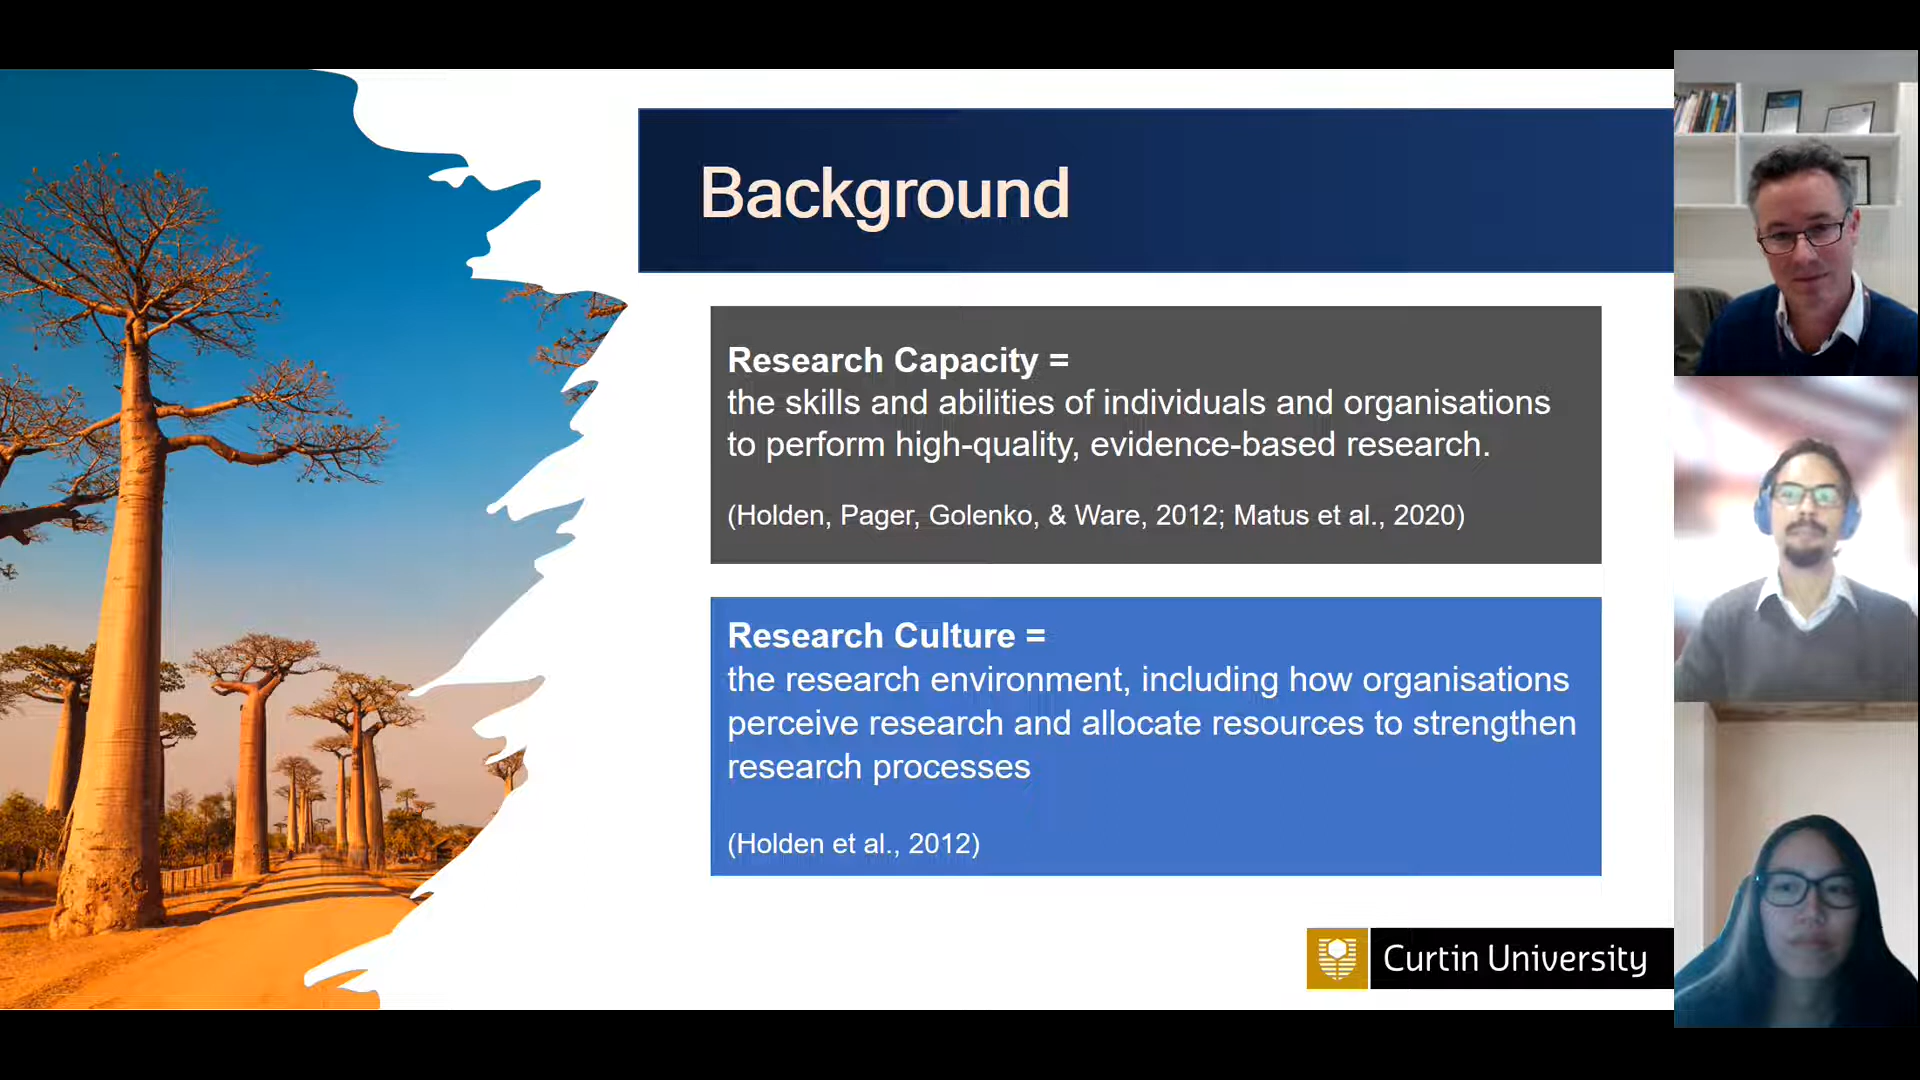 Background
Research Capacity =
the skills and abilities of individuals and organisations
to perform high-quality, evidence-based research.
(Holden, Pager, Golenko, & Ware, 2012; Matus et al., 2020)
Research Culture =
the research environment, including how organisations
perceive research and allocate resources to strengthen
research processes
(Holden et al., 2012)
Curtin University